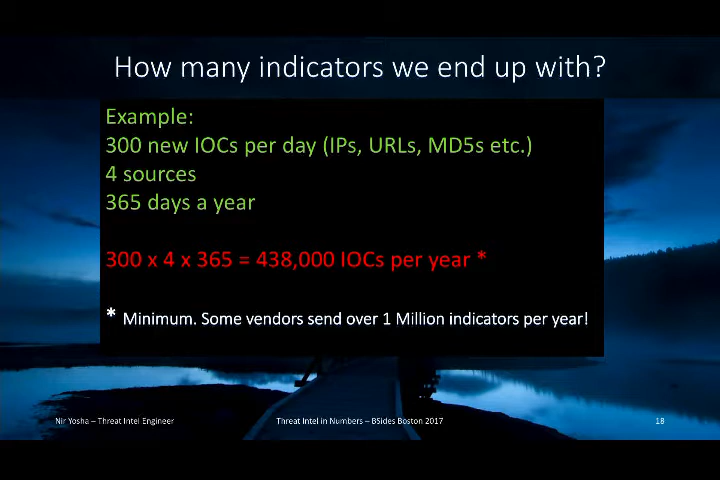 How many indicators we end up with?
Example:
300 new IOCs per day (IPs, URLs, MD5s etc.)
4 sources
365 days a year
300 x 4 x 365 = 438,000 IOCs per year *
* Minimum. Some vendors send over 1 Million indicators per year!
Nir Yosha – Threat Intel Engineer
Threat Intel in Numbers – BSides Boston 2017
18